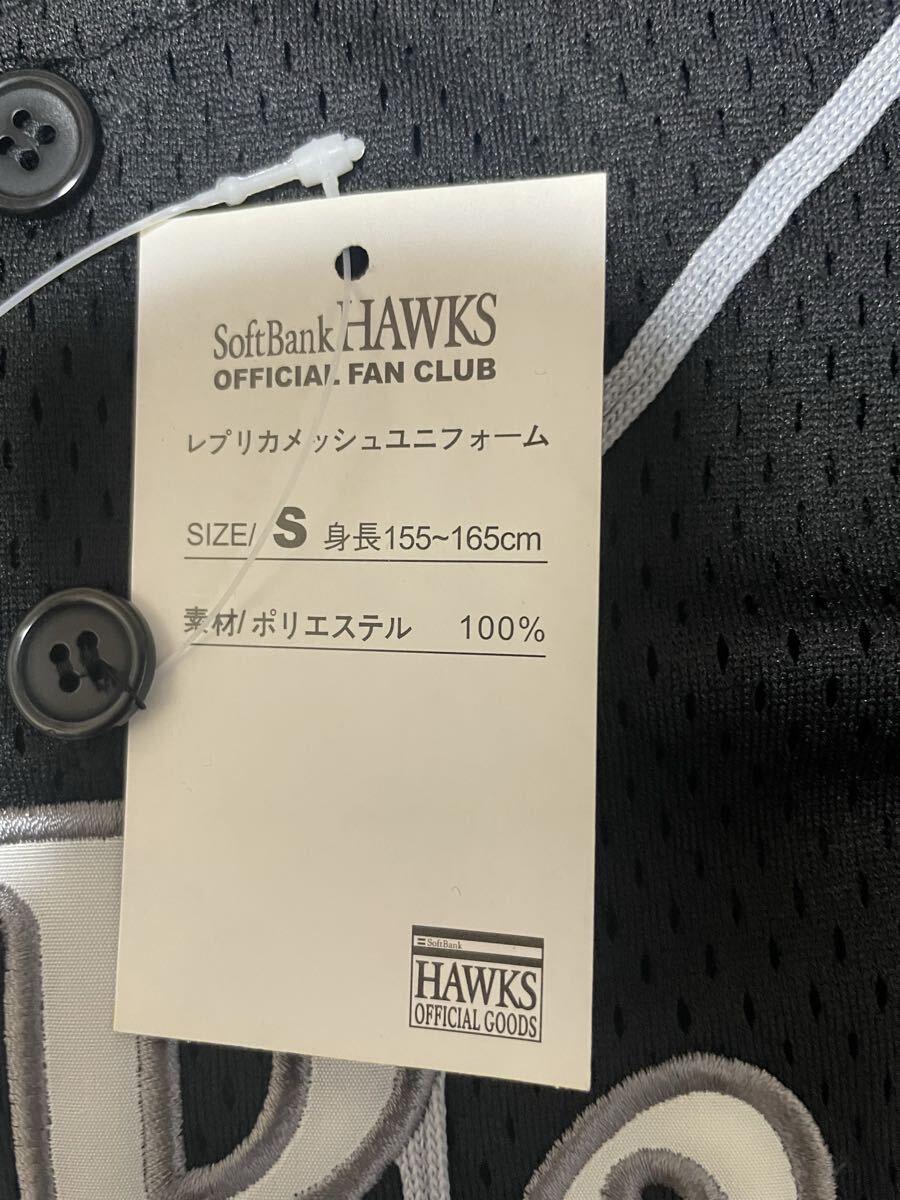 SoftBank HAWKS
OFFICIAL FAN CLUB
レプリカメッシュユニフォーム
SIZE/ S 身長155~165cm
素材/ポリエステル 100%
SoftBank
HAWKS
OFFICIAL GOODS